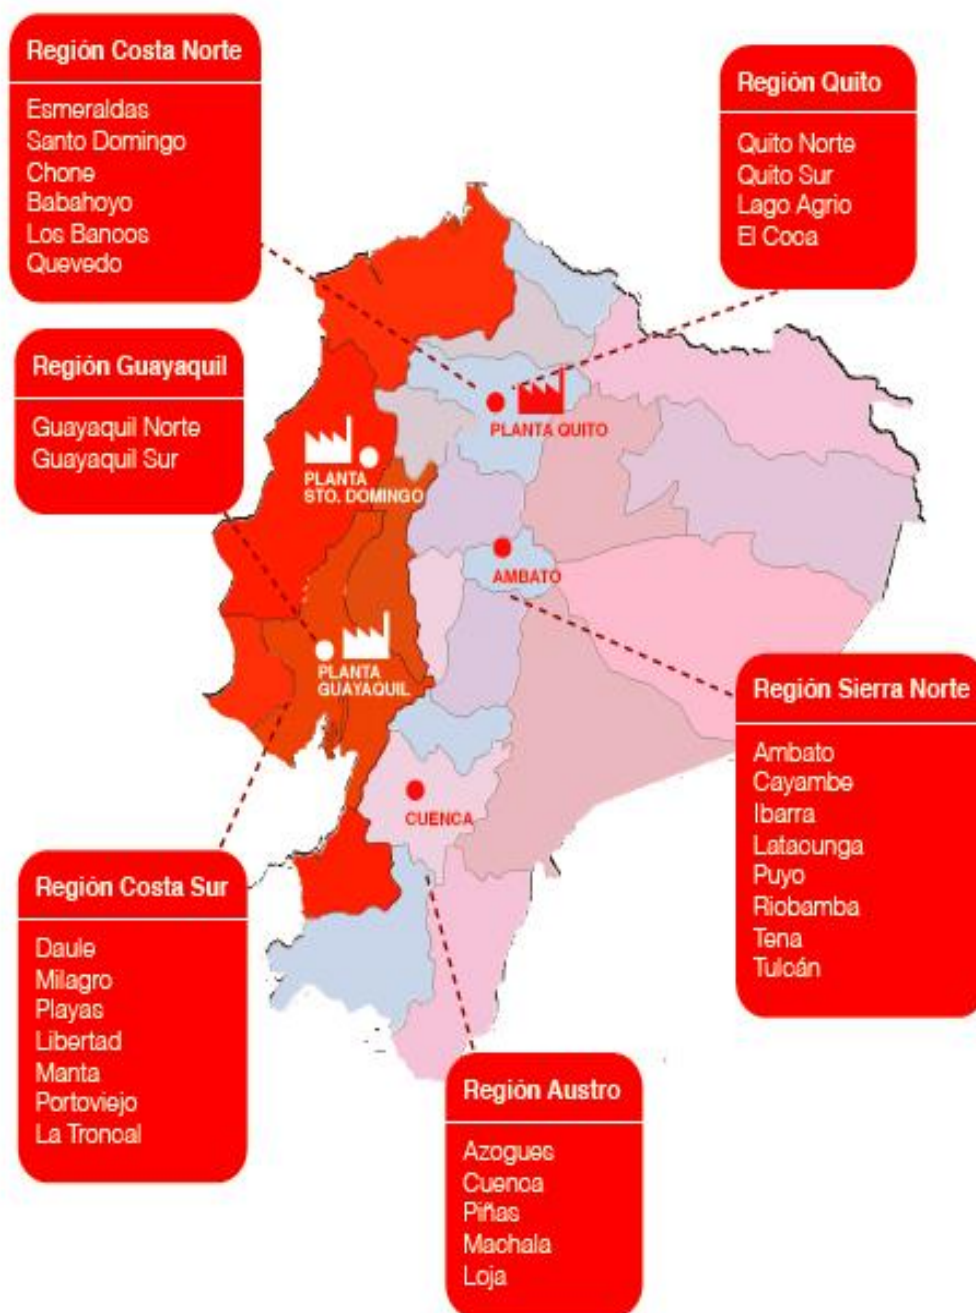 Región Costa Norte
Esmeraldas
Santo Domingo
Chone
Babahoyo
Los Bancos
Quevedo
Región Quito
Quito Norte
Quito Sur
Lago Agrio
El Coca
Región Guayaquil
Guayaquil Norte
Guayaquil Sur
PLANTA QUITO
PLANTA
STO. DOMINGO
AMBATO
PLANTA
GUAYAQUIL
CUENCA
Región Sierra Norte
Ambato
Cayambe
Ibarra
Latacunga
Puyo
Riobamba
Tena
Tulcán
Región Costa Sur
Daule
Milagro
Playas
Libertad
Manta
Portoviejo
La Troncal
Región Austro
Azogues
Cuenca
Piñas
Machala
Loja